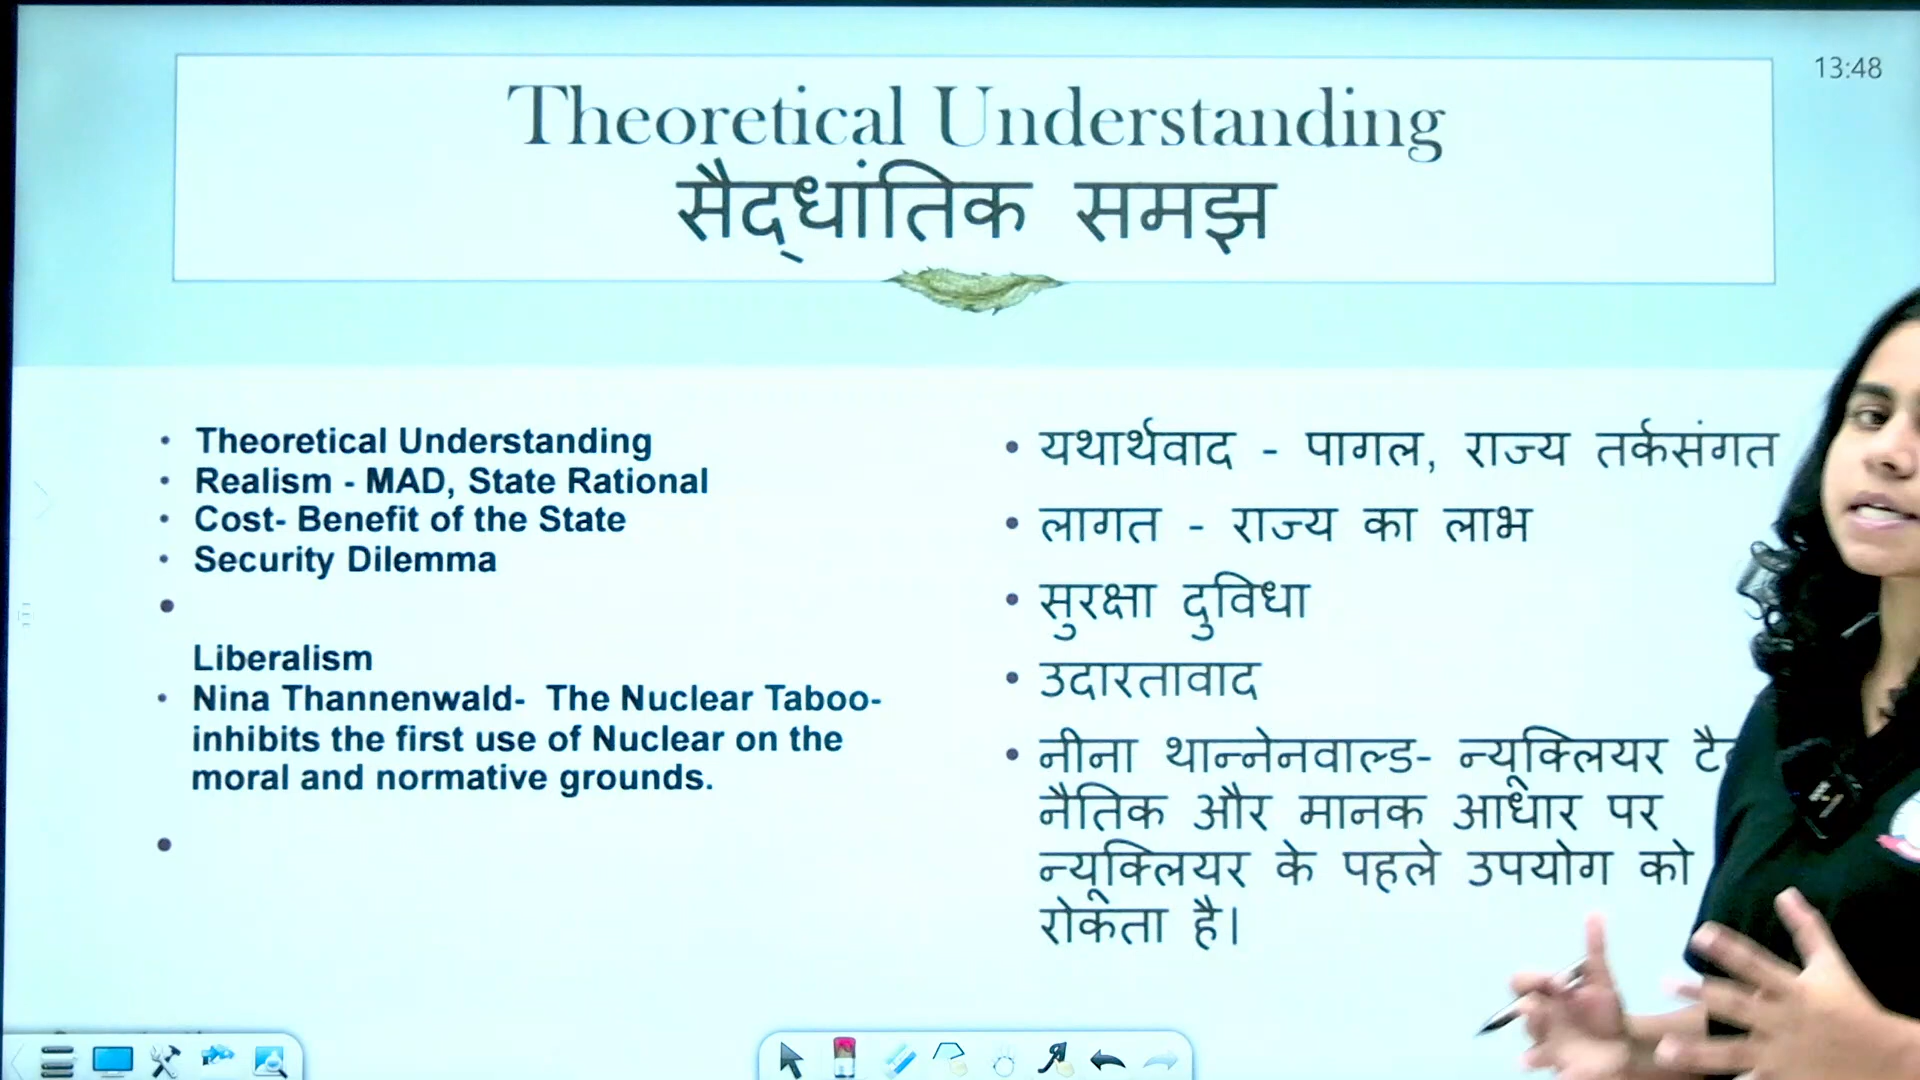 13:48
Theoretical Understanding
सैद्धांतिक समझ
Theoretical Understanding
Realism - MAD, State Rational
Cost- Benefit of the State
Security Dilemma
Liberalism
Nina Thannenwald- The Nuclear Taboo-
inhibits the first use of Nuclear on the
moral and normative grounds.
यथार्थवाद - पागल, राज्य तर्कसंगत
लागत - राज्य का लाभ
सुरक्षा दुविधा
उदारतावाद
नीना थान्नेनवाल्ड- न्यूक्लियर
नैतिक और मानक आधार पर
न्यूक्लियर के पहले उपयोग को
रोकता है।